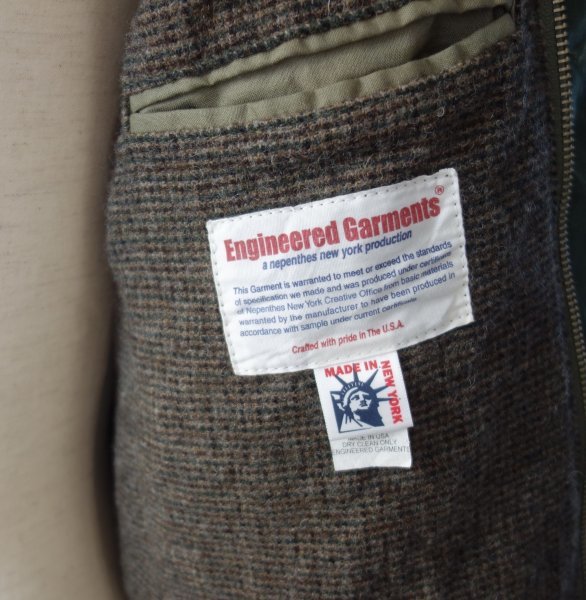 Engineered Garments®
a nepenthes new york production
This Garment is warranted to meet or exceed the standards
of specification we made and was produced under certificate
of Nepenthes New York Creative Office from basic materials
warranted by the manufacturer to have been produced in
accordance with sample under current certificate.
Crafted with pride in The U.S.A.
MADE IN
NEW YORK
MADE IN USA
DRY CLEAN ONLY
ENGINEERED GARMENTS